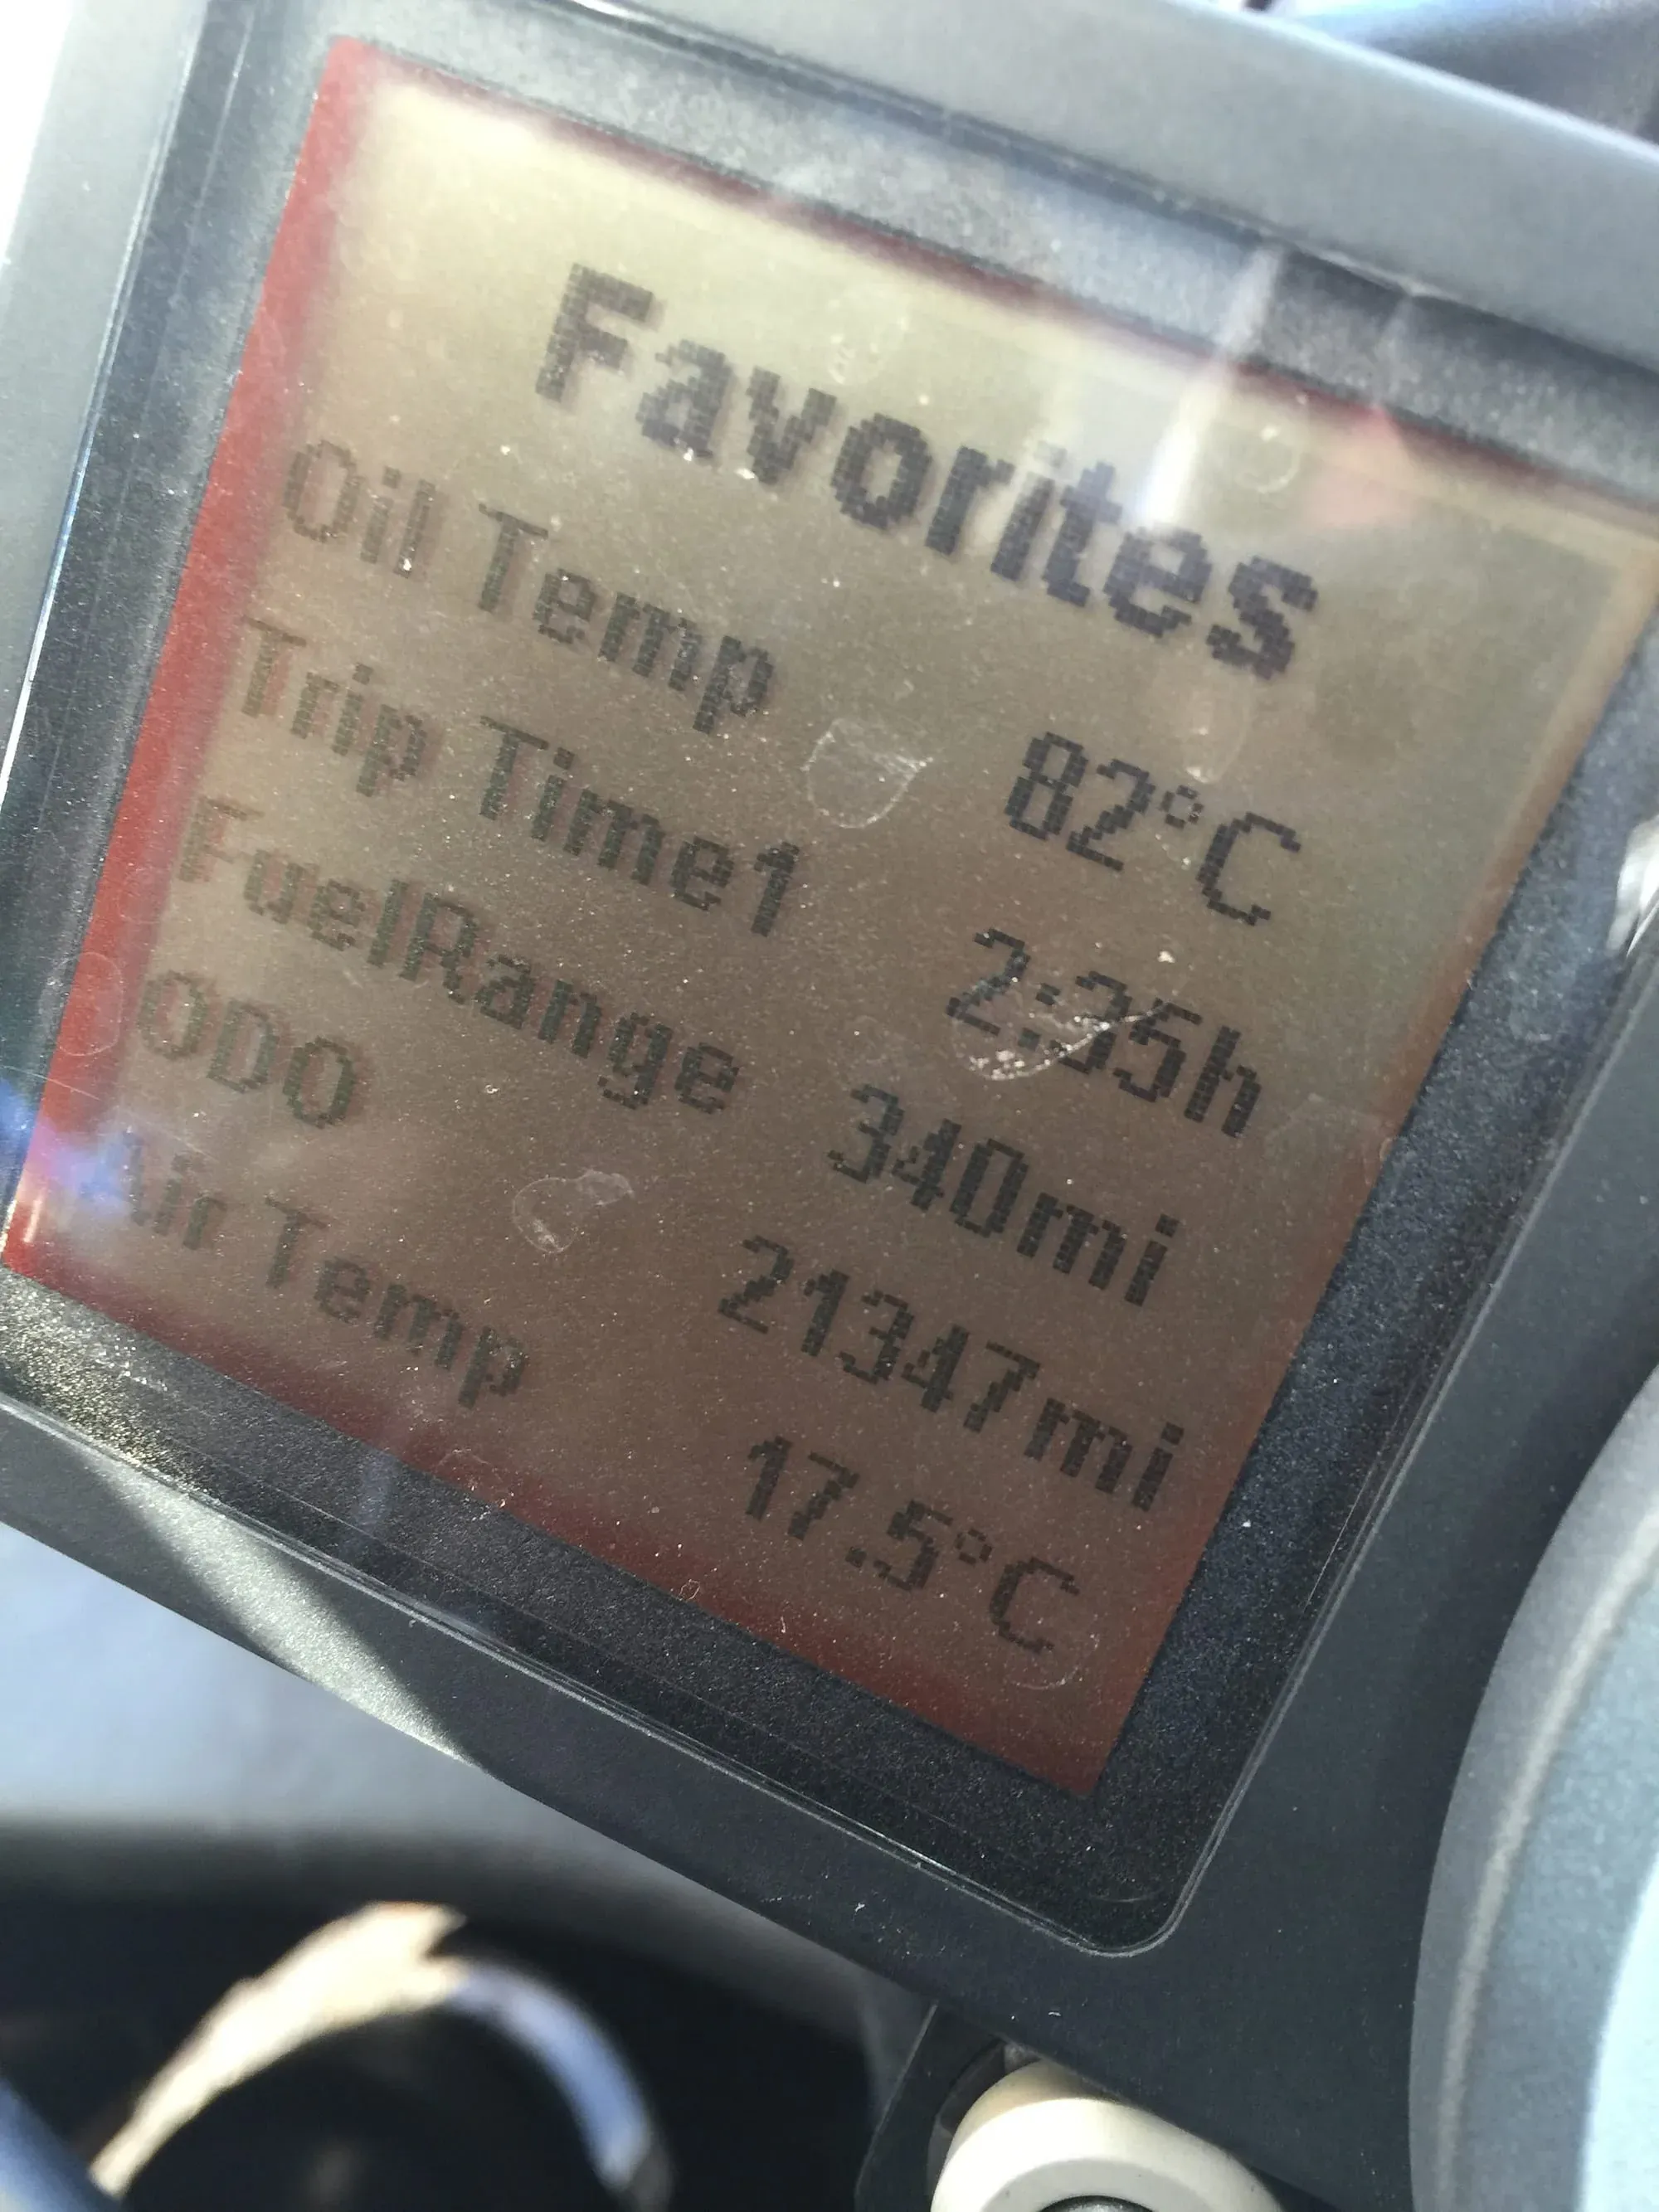 Favorites
Oil Temp 82°C
Trip Time1 2:35h
FuelRange 340mi
ODO 21347mi
Air Temp 17.5°C